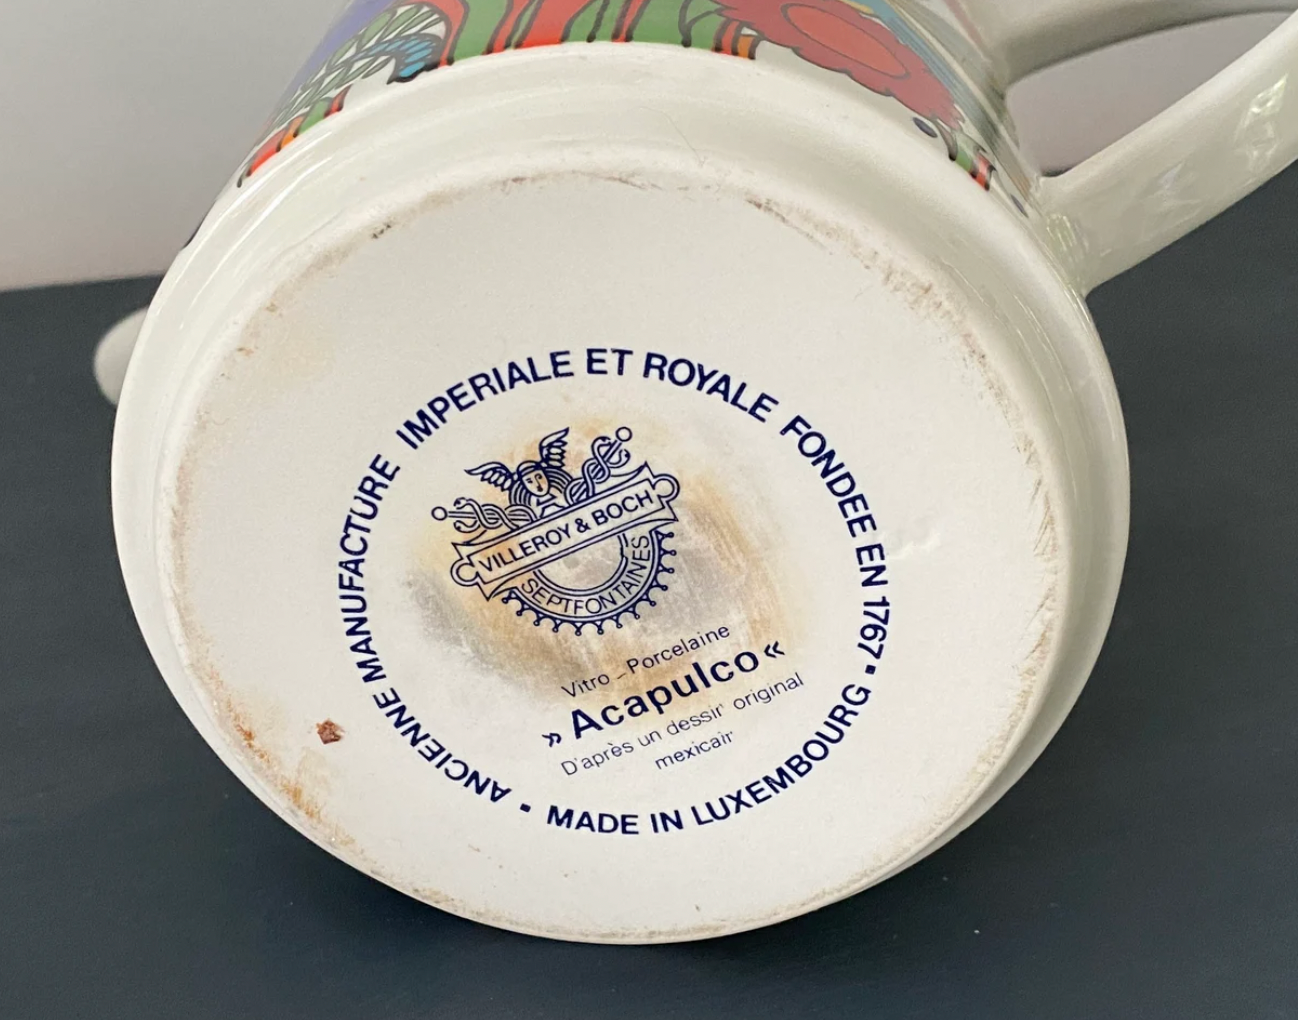 ANCIENNE MANUFACTURE IMPERIALE ET ROYALE FONDEE EN 1767 • MADE IN LUXEMBOURG •
VILLEROY & BOCH
SEPTFONTAINES
Vitro-Porcelaine
» Acapulco «
D'après un dessin original
mexicain